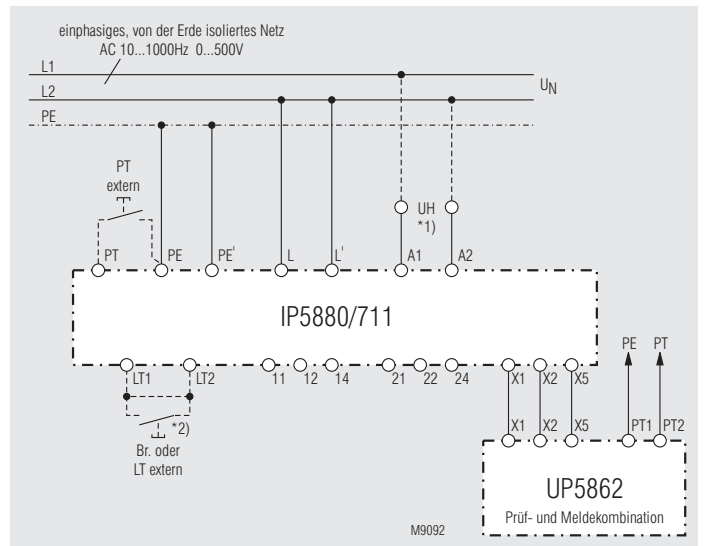 einphasiges, von der Erde isoliertes Netz
AC 10...1000Hz 0...500V
L1
L2
PE
UN
PT
extern
UH
*1)
PT
PE
PE'
L
L'
A1
A2
IP5880/711
LT1
LT2
11
12
14
21
22
24
X1
X2
X5
PE
PT
*2)
Br. oder
LT extern
X1
X2
X5
PT1
PT2
UP5862
Prüf- und Meldekombination
M9092